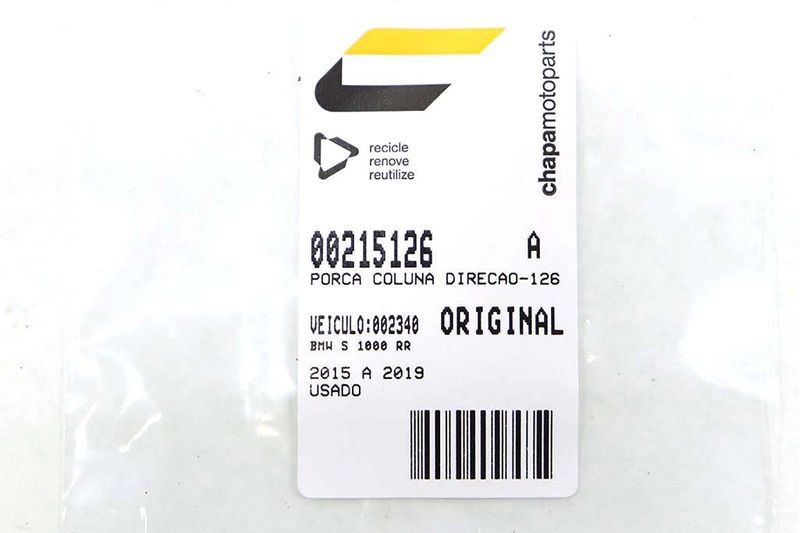 chapamotoparts
recicle
renove
reutilize
00215126 A
PORCA COLUNA DIRECAO-126
VEICULO:002340 ORIGINAL
BMW S 1000 RR
2015 A 2019
USADO